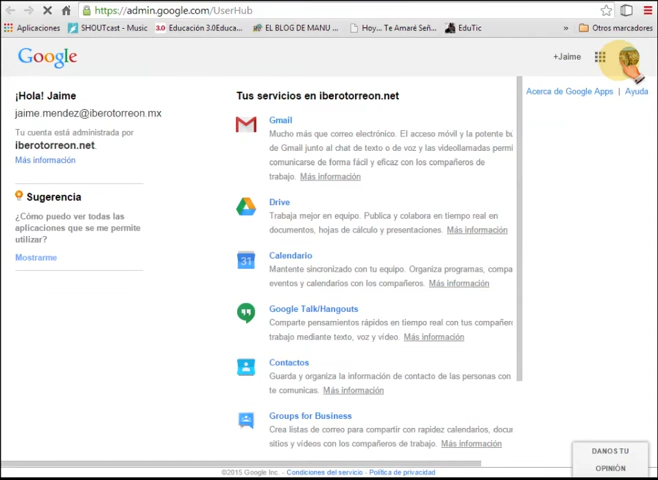 https://admin.google.com/UserHub
Aplicaciones SHOUTcast - Music 3.0 Educación 3.0Educa... EL BLOG DE MANU ... Hoy... Te Amaré Señ... EduTic » Otros marcadores
Google +Jaime
Acerca de Google Apps | Ayuda
¡Hola! Jaime
jaime.mendez@iberotorreon.mx
Tu cuenta está administrada por
iberotorreon.net.
Más información
Sugerencia
¿Cómo puedo ver todas las
aplicaciones que se me permite
utilizar?
Mostrarme
Tus servicios en iberotorreon.net
Gmail
Mucho más que correo electrónico. El acceso móvil y la potente bú
de Gmail junto al chat de texto o de voz y las videollamadas permi
comunicarse de forma fácil y eficaz con los compañeros de
trabajo. Más información
Drive
Trabaja mejor en equipo. Publica y colabora en tiempo real en
documentos, hojas de cálculo y presentaciones. Más información
31
Calendario
Mantente sincronizado con tu equipo. Organiza programas, compa
eventos y calendarios con los compañeros. Más información
Google Talk/Hangouts
Comparte pensamientos rápidos en tiempo real con tus compañero
trabajo mediante texto, voz y vídeo. Más información
Contactos
Guarda y organiza la información de contacto de las personas con
te comunicas. Más información
Groups for Business
Crea listas de correo para compartir con rapidez calendarios, docu
sitios y vídeos con los compañeros de trabajo. Más información
DANOS TU
OPINIÓN
©2015 Google Inc. - Condiciones del servicio - Política de privacidad